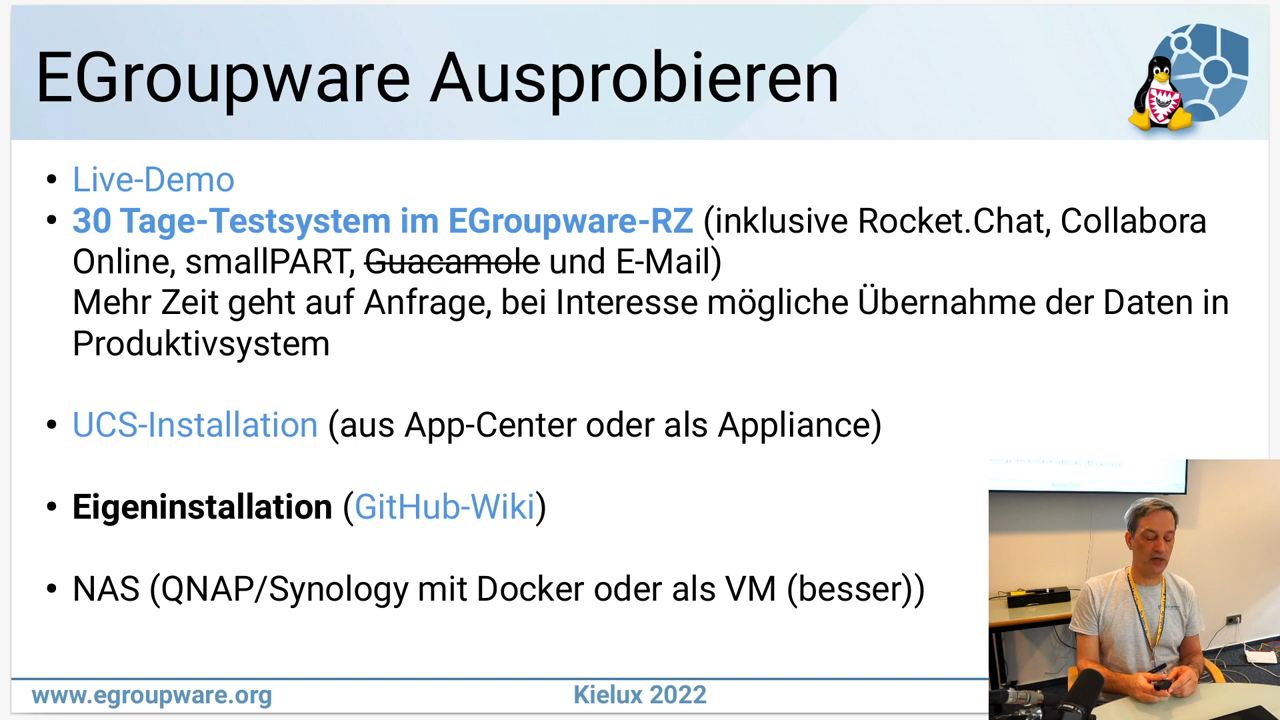 EGroupware Ausprobieren
• Live-Demo
• 30 Tage-Testsystem im EGroupware-RZ (inklusive Rocket.Chat, Collabora
Online, smallPART, Guacamole und E-Mail)
Mehr Zeit geht auf Anfrage, bei Interesse mögliche Übernahme der Daten in
Produktivsystem
• UCS-Installation (aus App-Center oder als Appliance)
• Eigeninstallation (GitHub-Wiki)
• NAS (QNAP/Synology mit Docker oder als VM (besser))
www.egroupware.org
Kielux 2022